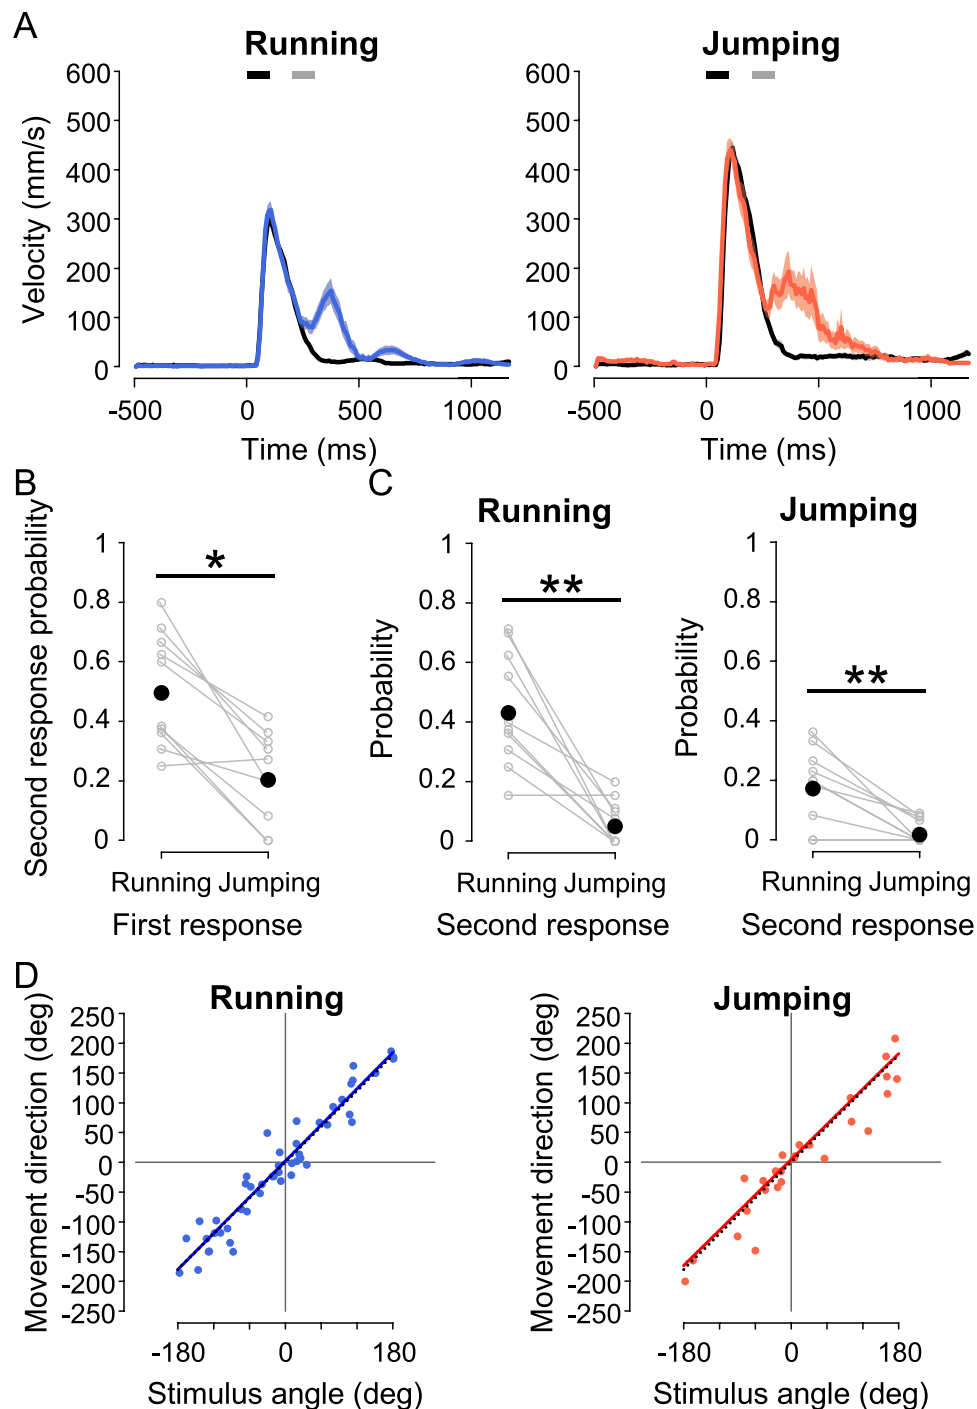 A
Running
Jumping
Velocity (mm/s)
600
500
400
300
200
100
0
-500
0
500
1000
Time (ms)
600
500
400
300
200
100
0
-500
0
500
1000
Time (ms)
B
Second response probability
1
0.8
0.6
0.4
0.2
0
*
Running Jumping
First response
C
Running
Probability
1
0.8
0.6
0.4
0.2
0
**
Running Jumping
Second response
Jumping
Probability
1
0.8
0.6
0.4
0.2
0
**
Running Jumping
Second response
D
Running
Movement direction (deg)
250
200
150
100
50
0
-50
-100
-150
-200
-250
-180
0
180
Stimulus angle (deg)
Jumping
Movement direction (deg)
250
200
150
100
50
0
-50
-100
-150
-200
-250
-180
0
180
Stimulus angle (deg)